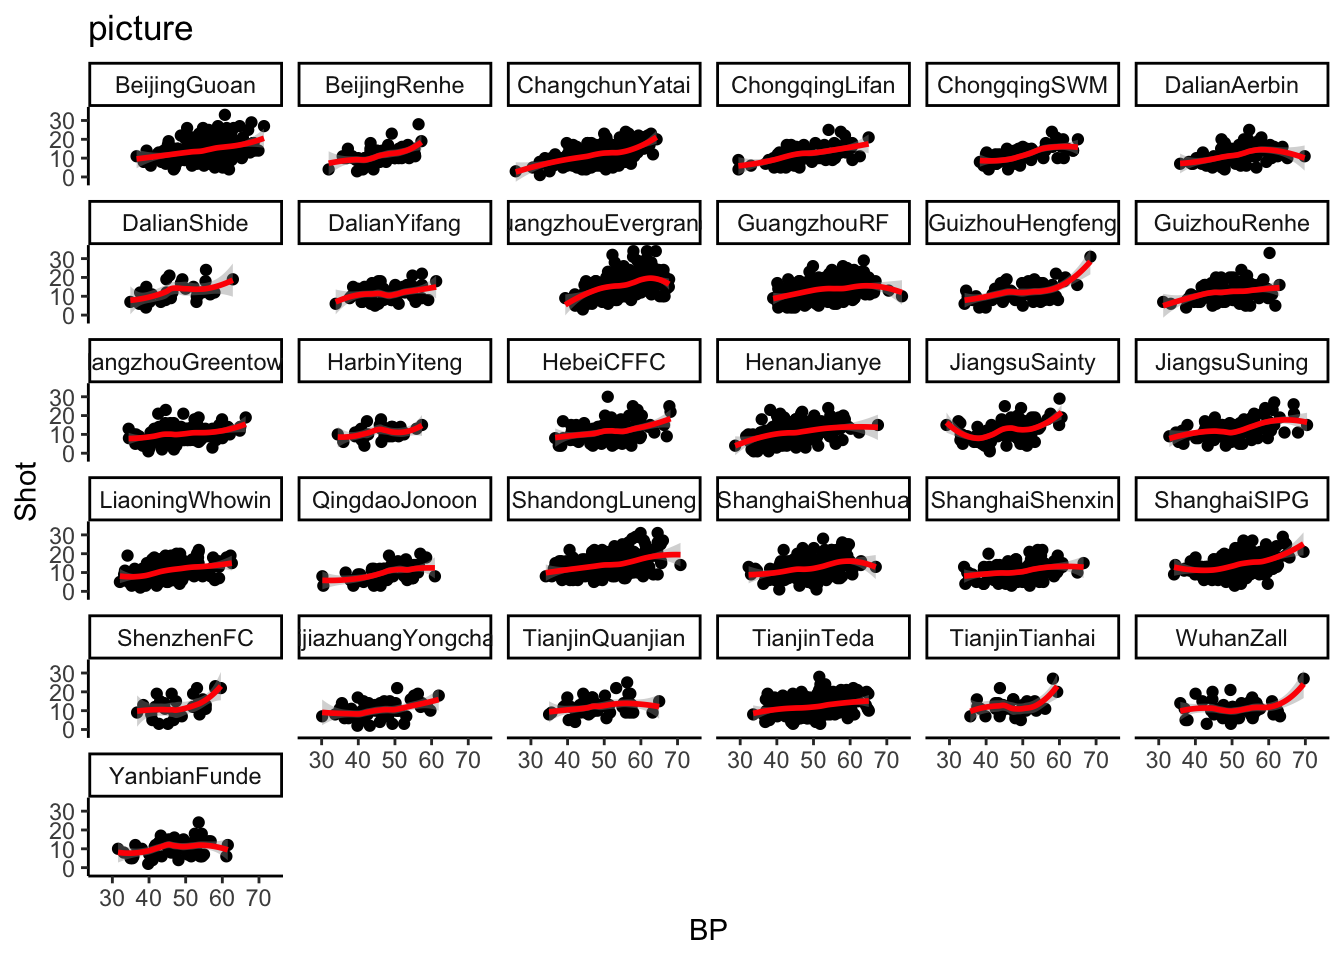 picture
BeijingGuoan BeijingRenhe ChangchunYatai ChongqingLifan ChongqingSWM DalianAerbin
30
20
10
0
DalianShide DalianYifang uangzhouEvergran GuangzhouRF GuizhouHengfeng GuizhouRenhe
30
20
10
0
angzhouGreentow HarbinYiteng HebeiCFFC HenanJianye JiangsuSainty JiangsuSuning
30
20
10
0
Shot
LiaoningWhowin QingdaoJonoon ShandongLuneng ShanghaiShenhua ShanghaiShenxin ShanghaiSIPG
30
20
10
0
ShenzhenFC jiazhuangYongcha TianjinQuanjian TianjinTeda TianjinTianhai WuhanZall
30
20
10
0
30 40 50 60 70 30 40 50 60 70 30 40 50 60 70 30 40 50 60 70 30 40 50 60 70
YanbianFunde
30
20
10
0
30 40 50 60 70
BP